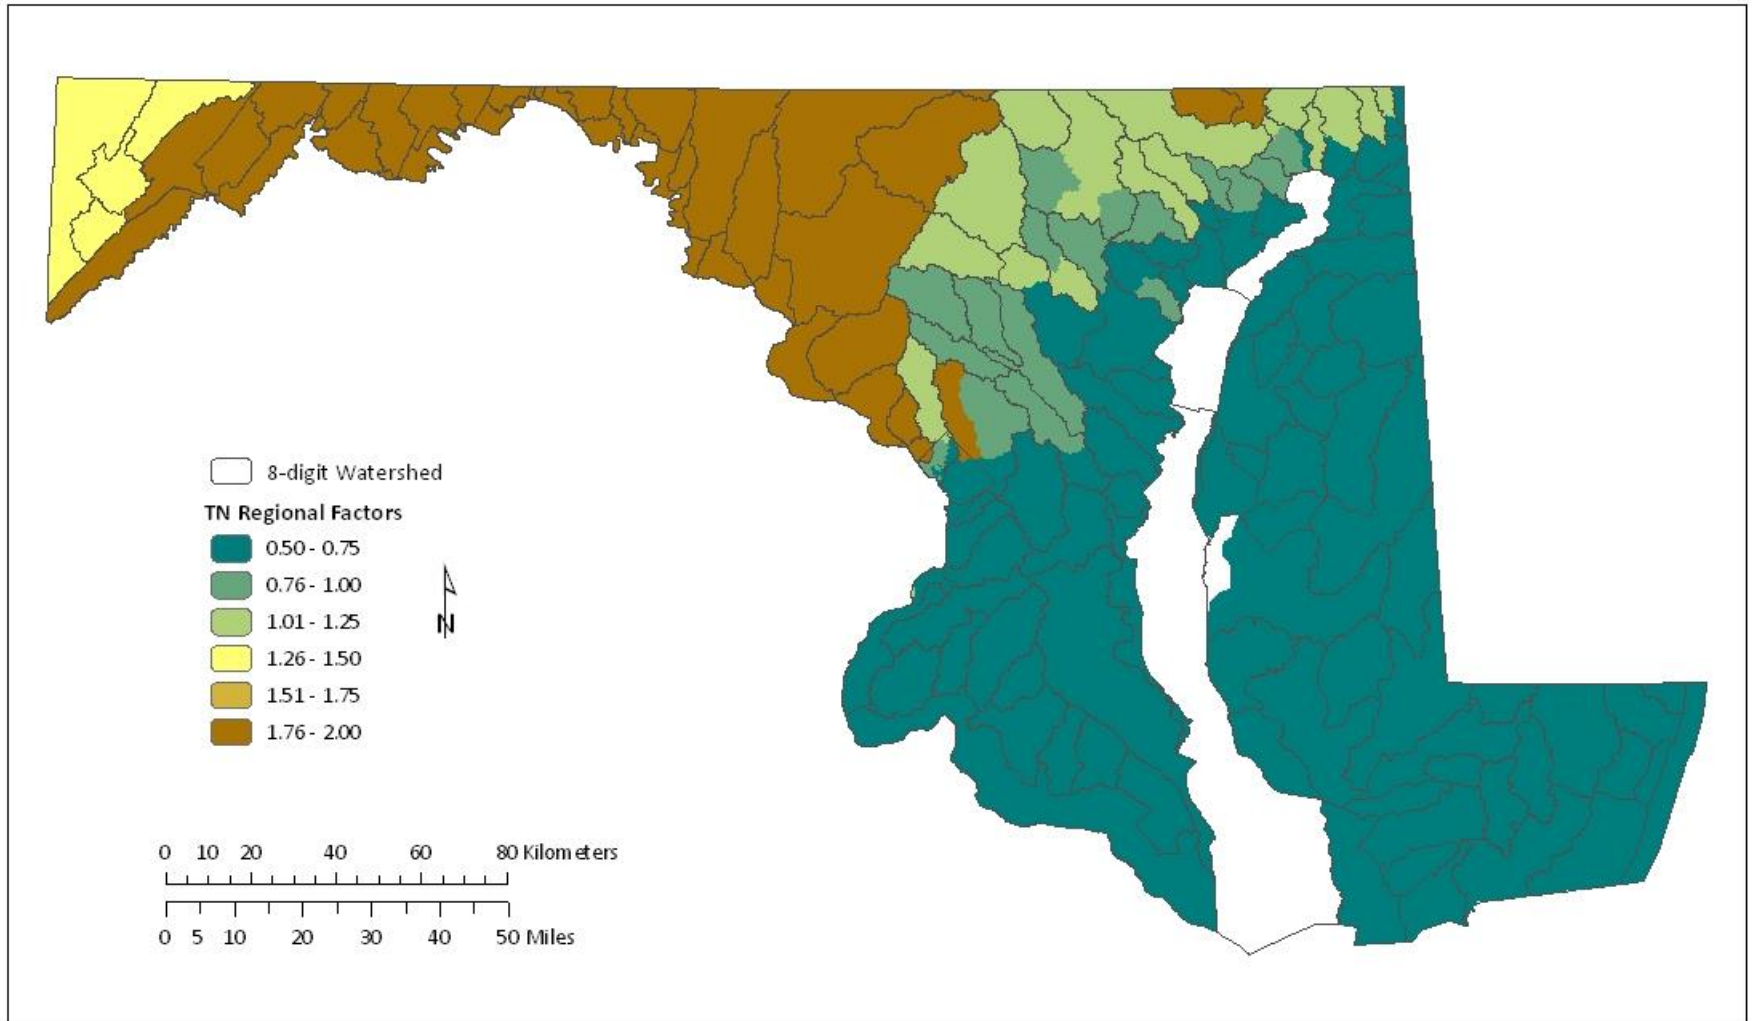 8-digit Watershed
TN Regional Factors
0.50 - 0.75
0.76 - 1.00
1.01 - 1.25
1.26 - 1.50
1.51 - 1.75
1.76 - 2.00
N
0 10 20 40 60 80 Kilometers
0 5 10 20 30 40 50 Miles